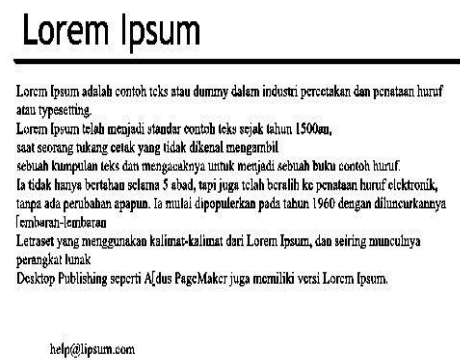 Lorem Ipsum
Lorem Ipsum adalah contoh teks atau dummy dalam industri percetakan dan penataan huruf
atau typesetting.
Lorem Ipsum telah menjadi standar contoh teks sejak tahun 1500an,
saat seorang tukang cetak yang tidak dikenal mengambil
sebuah kumpulan teks dan mengacaknya untuk menjadi sebuah buku contoh huruf.
Ia tidak hanya bertahan selama 5 abad, tapi juga telah beralih ke penataan huruf elektronik,
tanpa ada perubahan apapun. Ia mulai dipopulerkan pada tahun 1960 dengan diluncurkannya
lembaran-lembaran
Letraset yang menggunakan kalimat-kalimat dari Lorem Ipsum, dan seiring munculnya
perangkat lunak
Desktop Publishing seperti Aldus PageMaker juga memiliki versi Lorem Ipsum.
help@lipsum.com